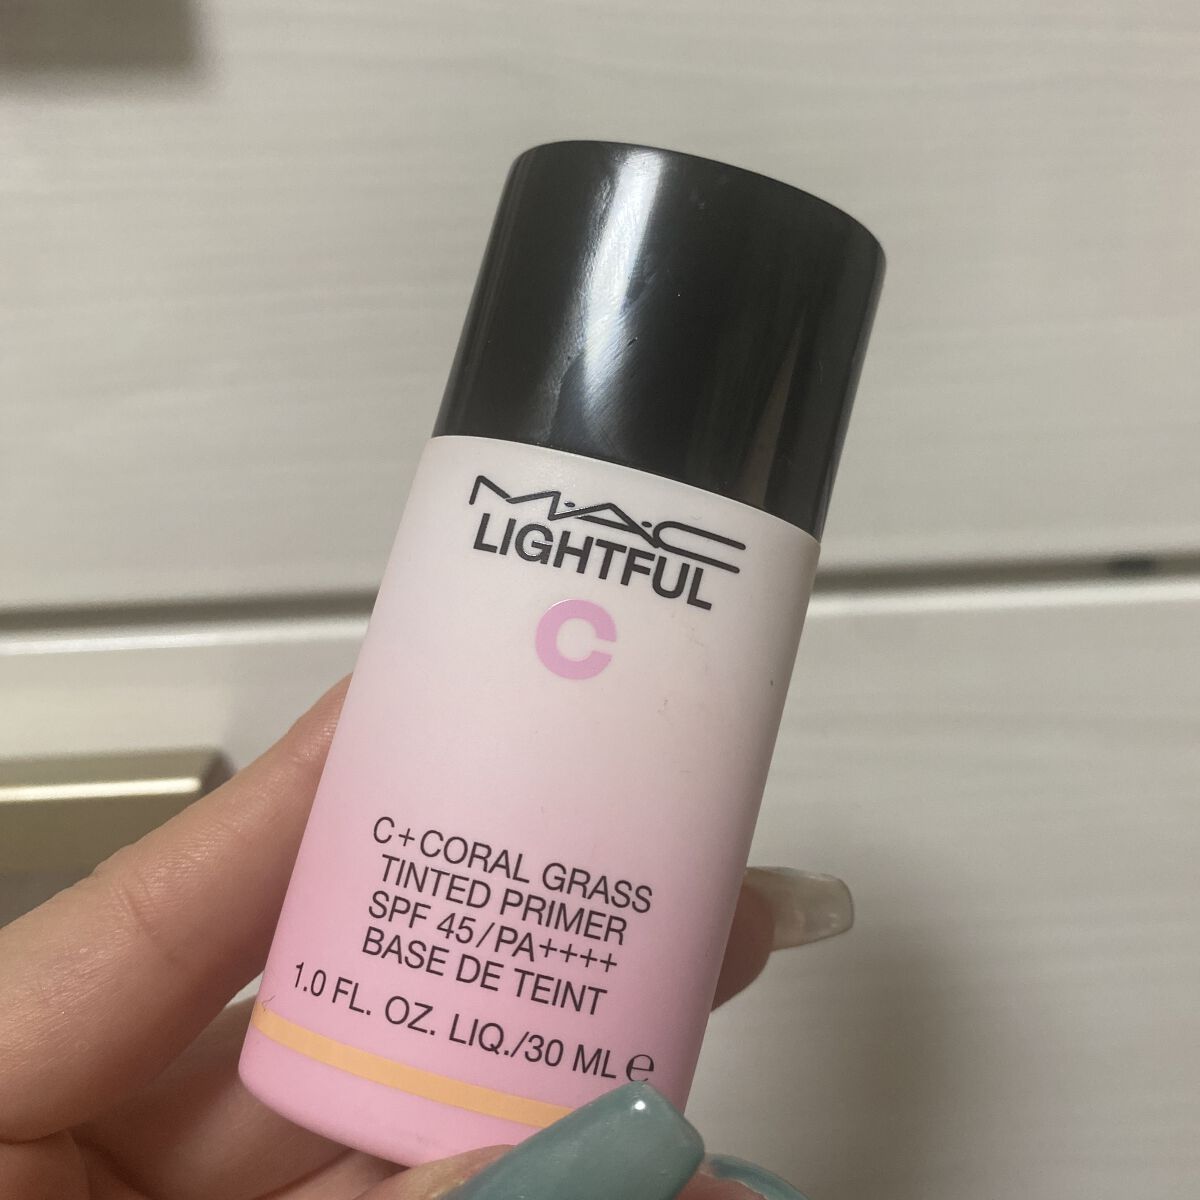 M·A·C
LIGHTFUL
C
C+CORAL GRASS
TINTED PRIMER
SPF 45/PA++++
BASE DE TEINT
1.0 FL. OZ. LIQ./30 ML ℮